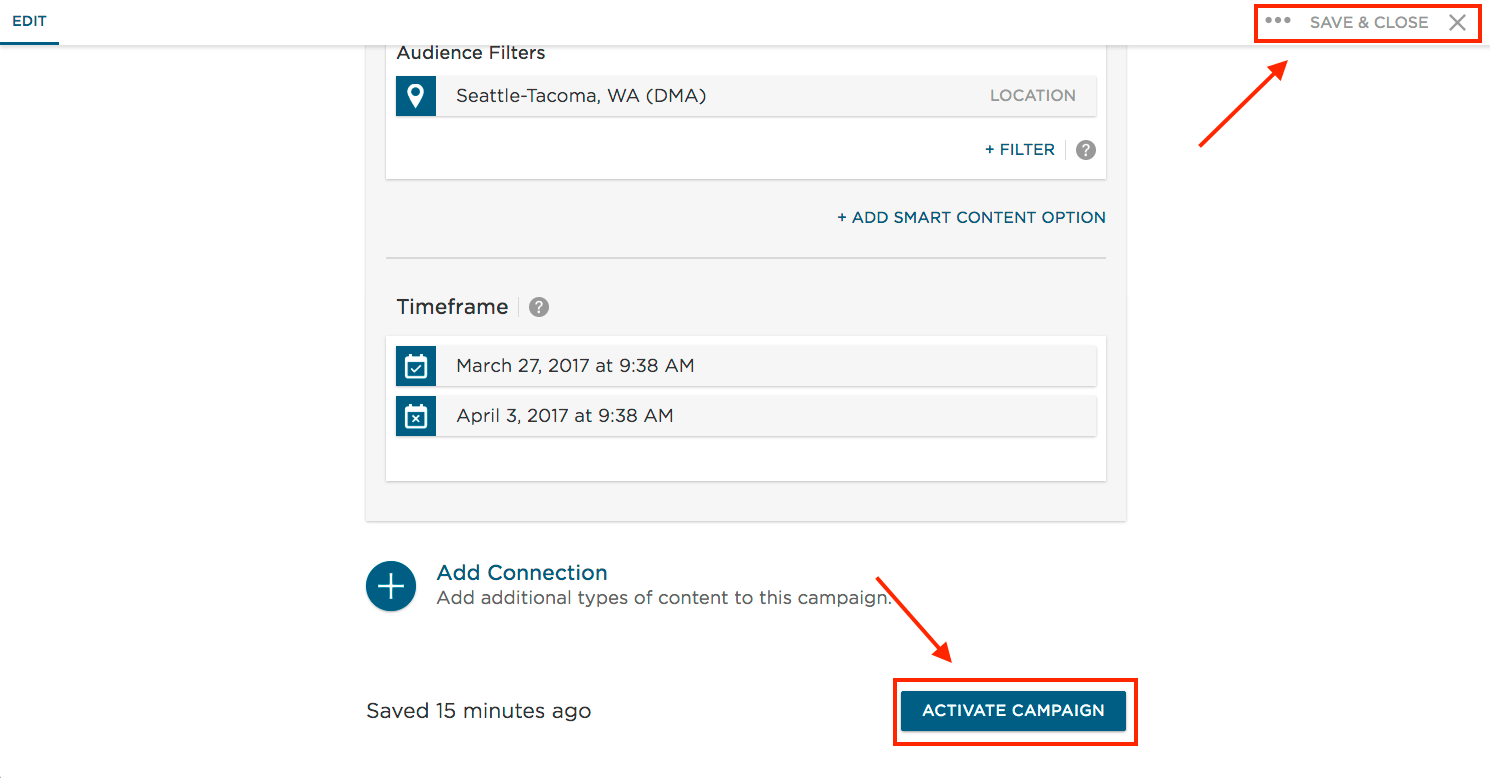 EDIT
••• SAVE & CLOSE
Audience Filters
Seattle-Tacoma, WA (DMA) LOCATION
+ FILTER ?
+ ADD SMART CONTENT OPTION
Timeframe ?
March 27, 2017 at 9:38 AM
April 3, 2017 at 9:38 AM
Add Connection
Add additional types of content to this campaign.
Saved 15 minutes ago ACTIVATE CAMPAIGN